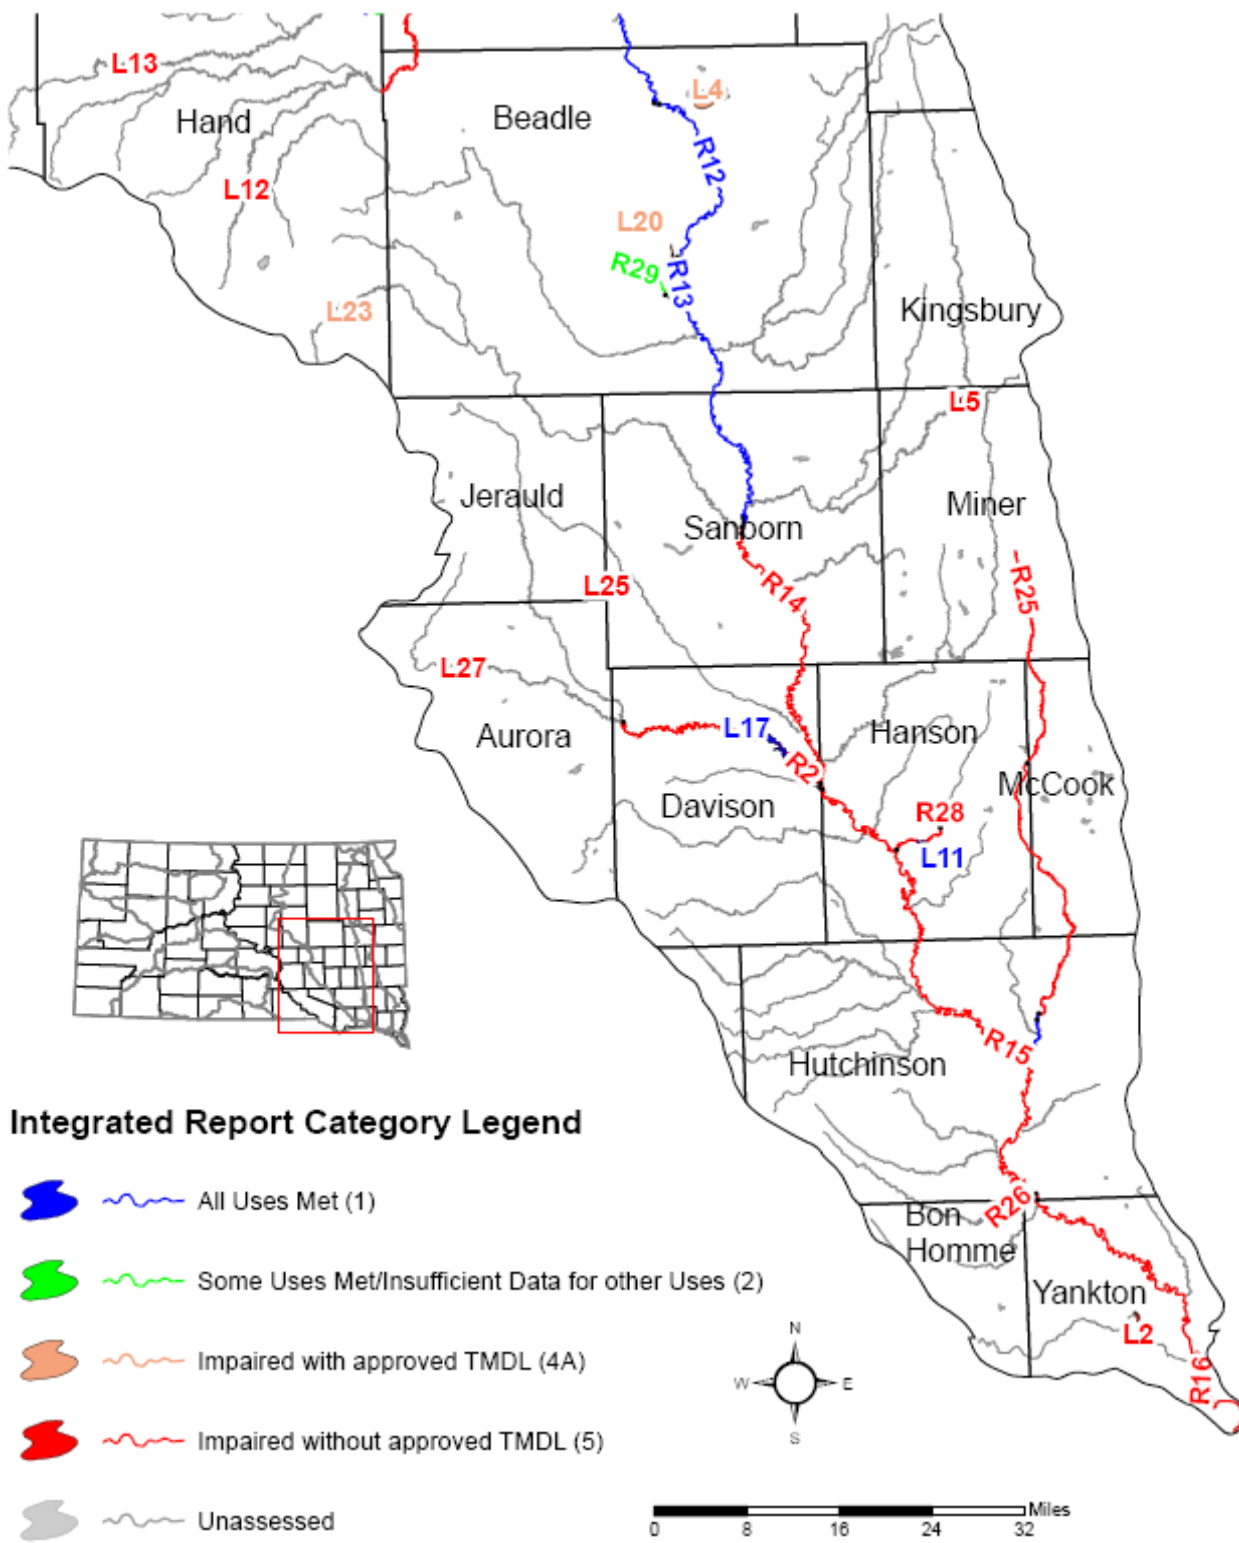 L13
L4
Hand
Beadle
R12
L12
L20
R29
R13
L23
Kingsbury
L5
Jerauld
Miner
Sanborn
L25
R14
R25
L27
L17
Hanson
Aurora
R2
McCook
Davison
R28
L11
R15
Hutchinson
Integrated Report Category Legend
All Uses Met (1)
R26
Bon
Homme
Some Uses Met/Insufficient Data for other Uses (2)
Yankton
L2
N
Impaired with approved TMDL (4A)
W
E
R16
S
Impaired without approved TMDL (5)
Unassessed
Miles
0 8 16 24 32